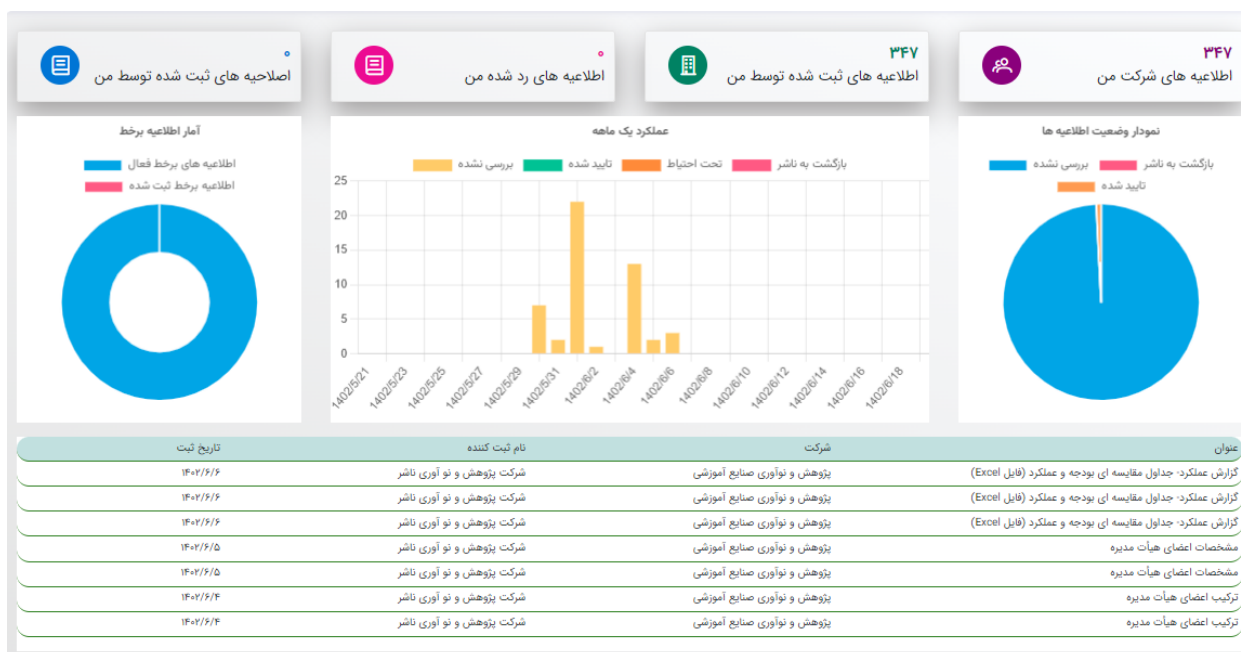 ۳۴۷
اطلاعیه های شرکت من
۳۴۷
اطلاعیه های ثبت شده توسط من
۰
اطلاعیه های رد شده من
۰
اصلاحیه های ثبت شده توسط من
نمودار وضعیت اطلاعیه ها
بازگشت به ناشر بررسی نشده
تایید شده
عملکرد یک ماهه
بازگشت به ناشر تحت احتیاط تایید شده بررسی نشده
25
20
15
10
5
0
1402/5/21 1402/5/23 1402/5/25 1402/5/27 1402/5/29 1402/5/31 1402/6/2 1402/6/4 1402/6/6 1402/6/8 1402/6/10 1402/6/12 1402/6/14 1402/6/16 1402/6/18
آمار اطلاعیه برخط
اطلاعیه های برخط فعال
اطلاعیه برخط ثبت شده
عنوان شرکت نام ثبت کننده تاریخ ثبت
گزارش عملکرد- جداول مقایسه ای بودجه و عملکرد (فایل Excel) پژوهش و نوآوری صنایع آموزشی شرکت پژوهش و نو آوری ناشر ۱۴۰۲/۶/۶
گزارش عملکرد- جداول مقایسه ای بودجه و عملکرد (فایل Excel) پژوهش و نوآوری صنایع آموزشی شرکت پژوهش و نو آوری ناشر ۱۴۰۲/۶/۶
گزارش عملکرد- جداول مقایسه ای بودجه و عملکرد (فایل Excel) پژوهش و نوآوری صنایع آموزشی شرکت پژوهش و نو آوری ناشر ۱۴۰۲/۶/۶
مشخصات اعضای هیأت مدیره پژوهش و نوآوری صنایع آموزشی شرکت پژوهش و نو آوری ناشر ۱۴۰۲/۶/۵
مشخصات اعضای هیأت مدیره پژوهش و نوآوری صنایع آموزشی شرکت پژوهش و نو آوری ناشر ۱۴۰۲/۶/۵
ترکیب اعضای هیأت مدیره پژوهش و نوآوری صنایع آموزشی شرکت پژوهش و نو آوری ناشر ۱۴۰۲/۶/۴
ترکیب اعضای هیأت مدیره پژوهش و نوآوری صنایع آموزشی شرکت پژوهش و نو آوری ناشر ۱۴۰۲/۶/۴